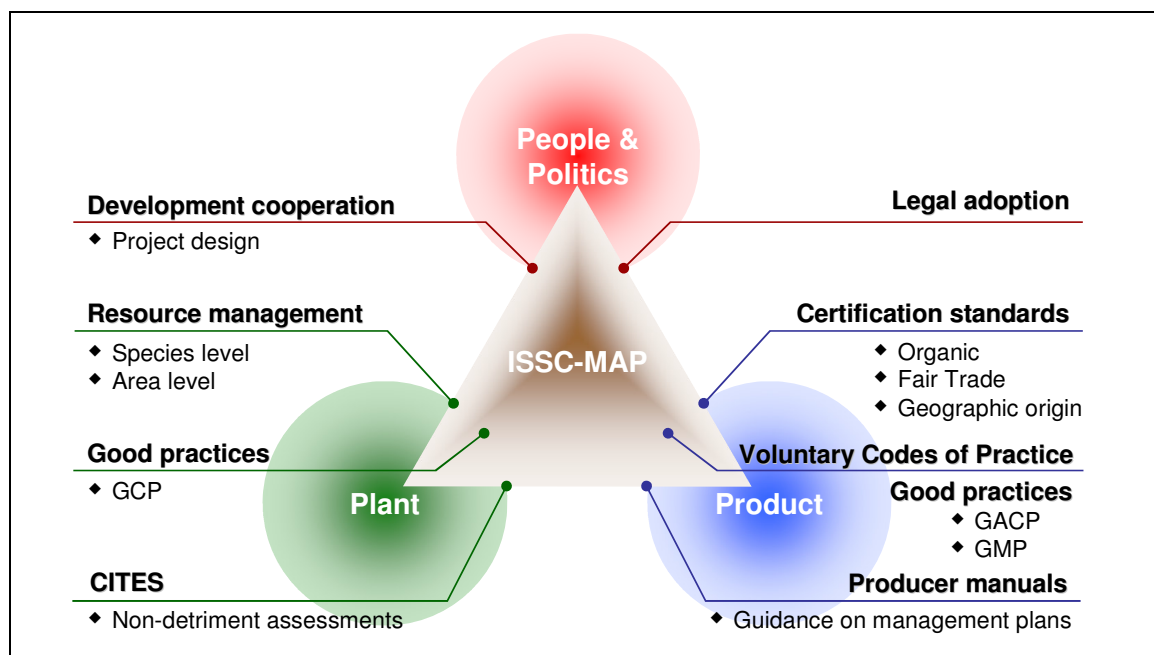 People &
Politics
Development cooperation
◆ Project design
Legal adoption
Resource management
◆ Species level
◆ Area level
Certification standards
◆ Organic
◆ Fair Trade
◆ Geographic origin
ISSC-MAP
Good practices
◆ GCP
Voluntary Codes of Practice
Good practices
◆ GACP
◆ GMP
Plant
Product
CITES
◆ Non-detriment assessments
Producer manuals
◆ Guidance on management plans